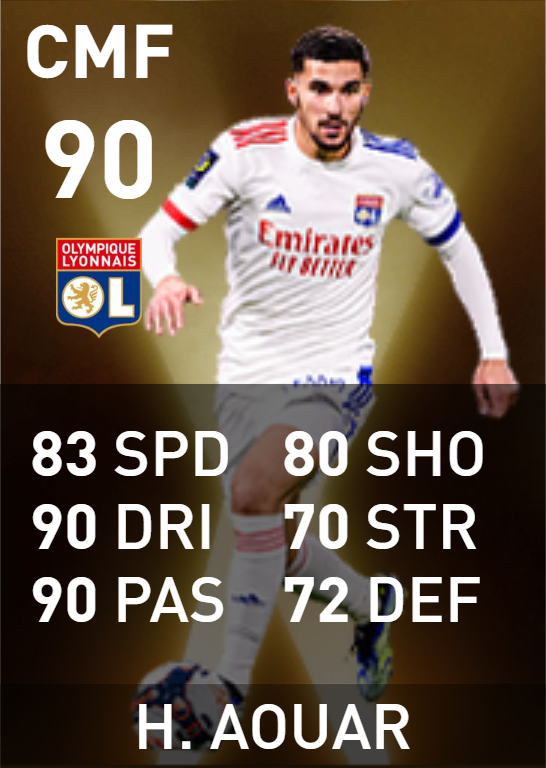 CMF
90
OLYMPIQUE
LYONNAIS
OL
Emirates
FLY BETTER
83 SPD 80 SHO
90 DRI 70 STR
90 PAS 72 DEF
H. AOUAR